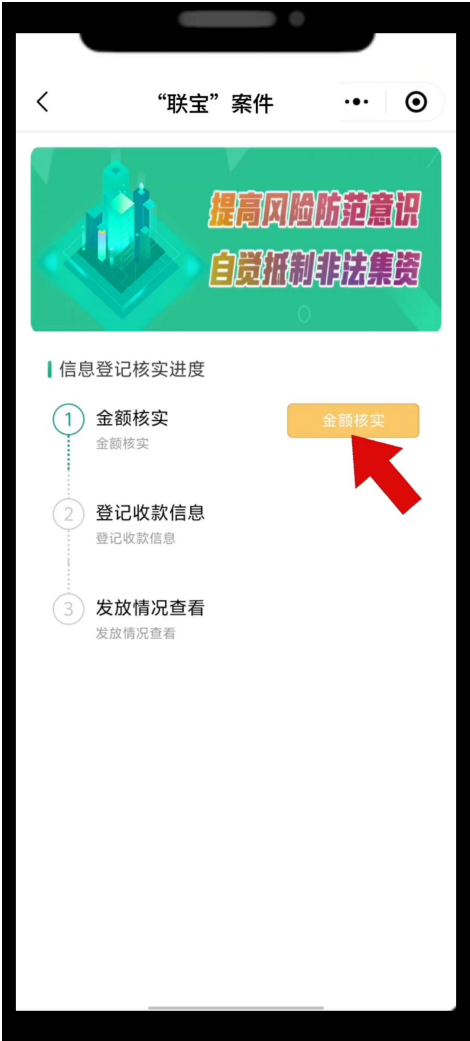 “联宝”案件
提高风险防范意识
自觉抵制非法集资
信息登记核实进度
1 金额核实 金额核实
金额核实
2 登记收款信息
登记收款信息
3 发放情况查看
发放情况查看